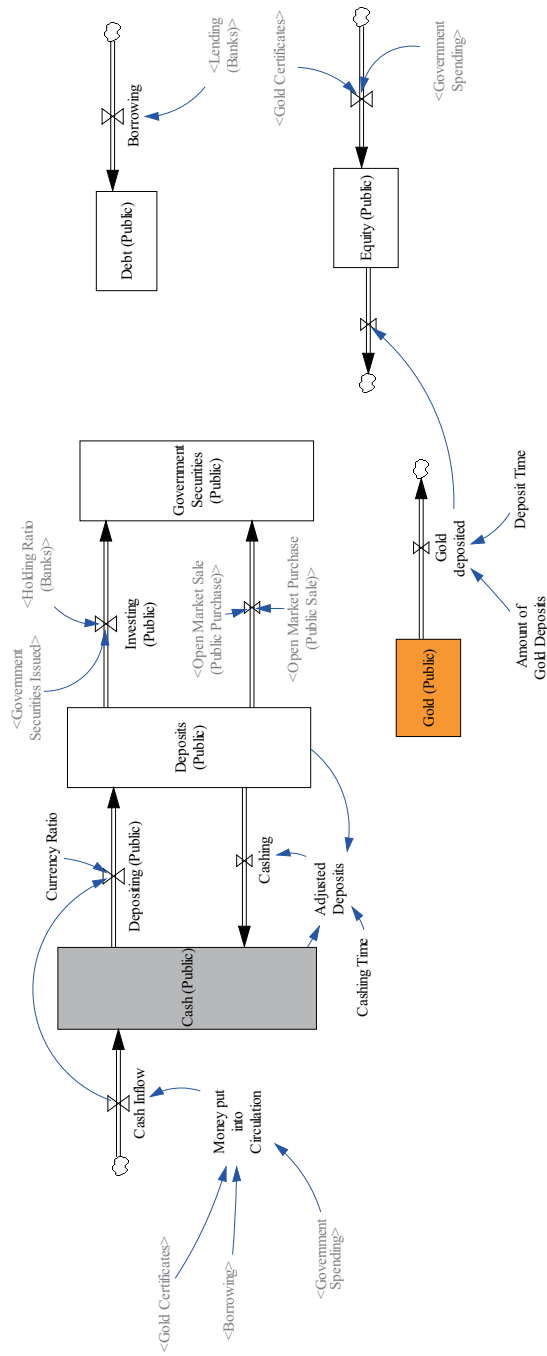 <Gold Certificates>
<Borrowing>
<Government
Spending>
Money put
into
Circulation
Cash Inflow
Cash (Public)
Currency Ratio
Depositing (Public)
Cashing
Adjusted
Deposits
Cashing Time
Deposits
(Public)
<Government
Securities Issued>
<Holding Ratio
(Banks)>
Investing
(Public)
<Open Market Sale
(Public Purchase)>
<Open Market Purchase
(Public Sale)>
Government
Securities
(Public)
Debt (Public)
Borrowing
<Lending
(Banks)>
Gold (Public)
Gold
deposited
Amount of
Gold Deposits
Deposit Time
Equity (Public)
<Gold Certificates>
<Government
Spending>